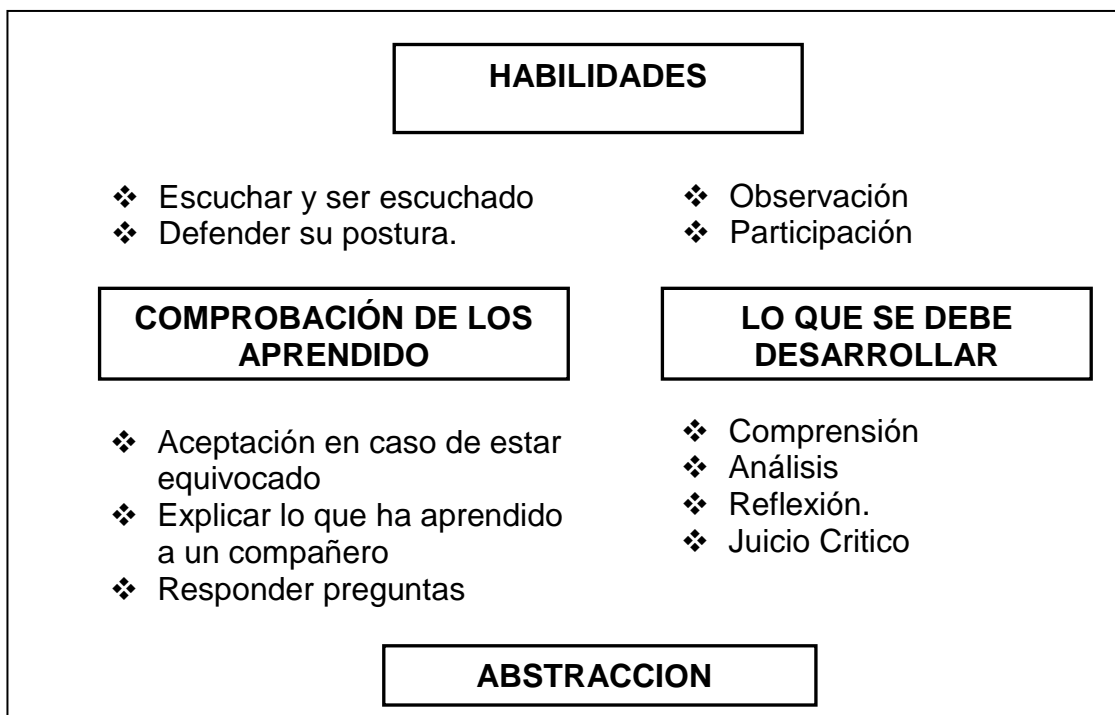 HABILIDADES
❖ Escuchar y ser escuchado
❖ Defender su postura.
❖ Observación
❖ Participación
COMPROBACIÓN DE LOS
APRENDIDO
❖ Aceptación en caso de estar
equivocado
❖ Explicar lo que ha aprendido
a un compañero
❖ Responder preguntas
LO QUE SE DEBE
DESARROLLAR
❖ Comprensión
❖ Análisis
❖ Reflexión.
❖ Juicio Critico
ABSTRACCION